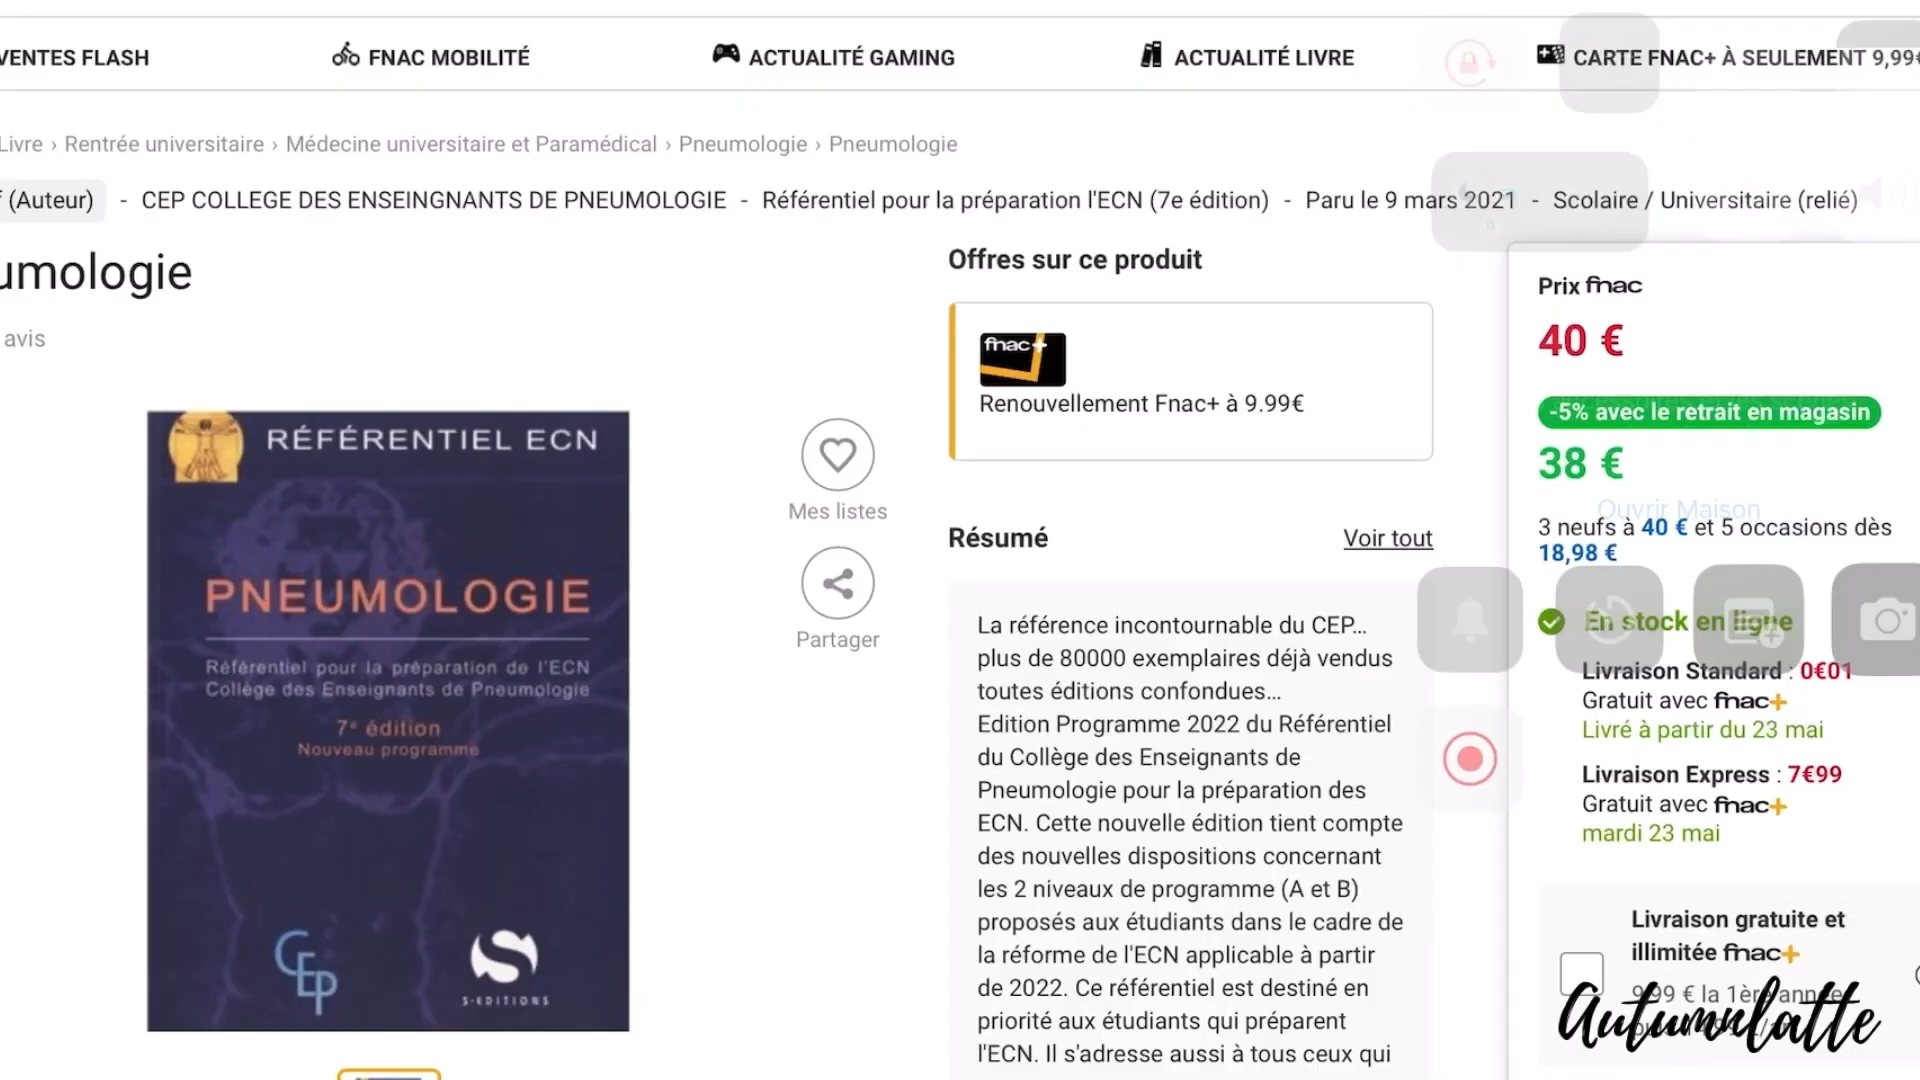 VENTES FLASH
FNAC MOBILITÉ
ACTUALITÉ GAMING
ACTUALITÉ LIVRE
CARTE FNAC+ À SEULEMENT 9,99€
Livre › Rentrée universitaire › Médecine universitaire et Paramédical › Pneumologie › Pneumologie
(Auteur) - CEP COLLEGE DES ENSEINGNANTS DE PNEUMOLOGIE - Référentiel pour la préparation l'ECN (7e édition) - Paru le 9 mars 2021 - Scolaire / Universitaire (relié)
umologie
avis
RÉFÉRENTIEL ECN
PNEUMOLOGIE
Référentiel pour la préparation de l'ECN
Collège des Enseignants de Pneumologie
7e édition
Nouveau programme
CEP
S-EDITIONS
Mes listes
Partager
Offres sur ce produit
fnac+
Renouvellement Fnac+ à 9.99€
Résumé
Voir tout
La référence incontournable du CEP...
plus de 80000 exemplaires déjà vendus
toutes éditions confondues...
Edition Programme 2022 du Référentiel
du Collège des Enseignants de
Pneumologie pour la préparation des
ECN. Cette nouvelle édition tient compte
des nouvelles dispositions concernant
les 2 niveaux de programme (A et B)
proposés aux étudiants dans le cadre de
la réforme de l'ECN applicable à partir
de 2022. Ce référentiel est destiné en
priorité aux étudiants qui préparent
l'ECN. Il s'adresse aussi à tous ceux qui
Prix fnac
40 €
-5% avec le retrait en magasin
38 €
Ouvrir Maison
3 neufs à 40 € et 5 occasions dès
18,98 €
En stock en ligne
Livraison Standard : 0€01
Gratuit avec fnac+
Livré à partir du 23 mai
Livraison Express : 7€99
Gratuit avec fnac+
mardi 23 mai
Livraison gratuite et
illimitée fnac+
9,99 € la 1ère année
Autumnlatte